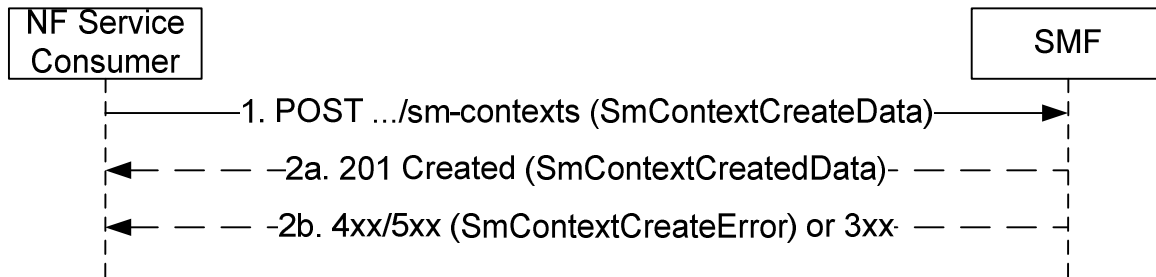 NF Service
Consumer
SMF
1. POST .../sm-contexts (SmContextCreateData)
2a. 201 Created (SmContextCreatedData)
2b. 4xx/5xx (SmContextCreateError) or 3xx